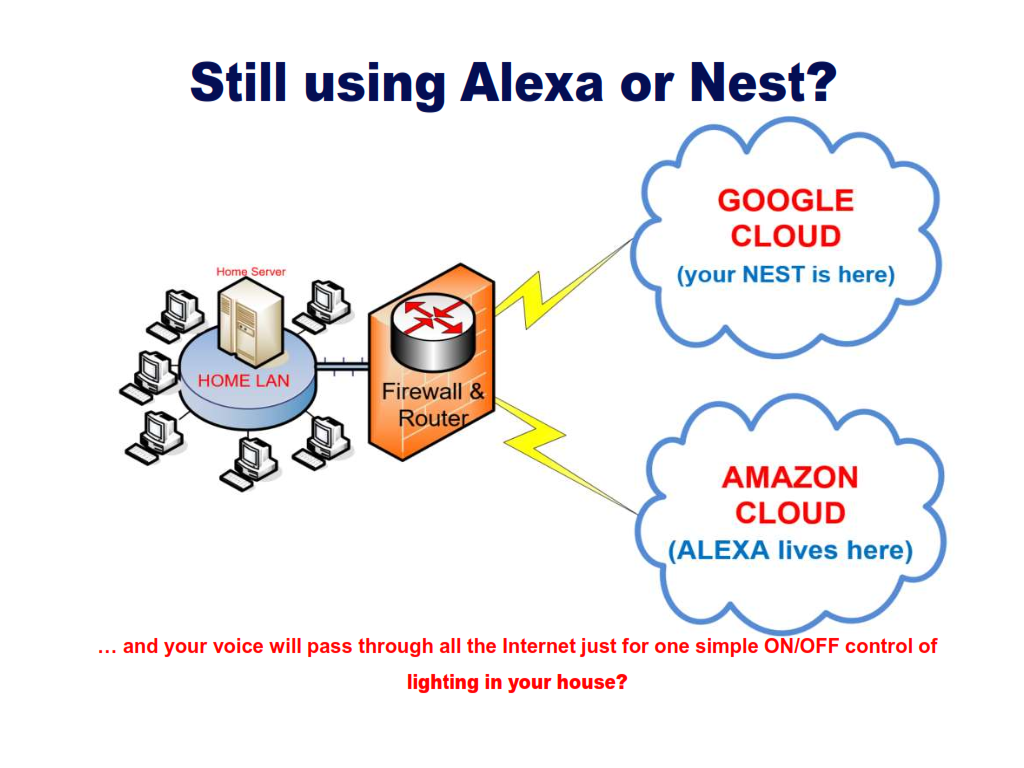 Still using Alexa or Nest?
GOOGLE
CLOUD
(your NEST is here)
Home Server
HOME LAN
Firewall &
Router
AMAZON
CLOUD
(ALEXA lives here)
… and your voice will pass through all the Internet just for one simple ON/OFF control of
lighting in your house?